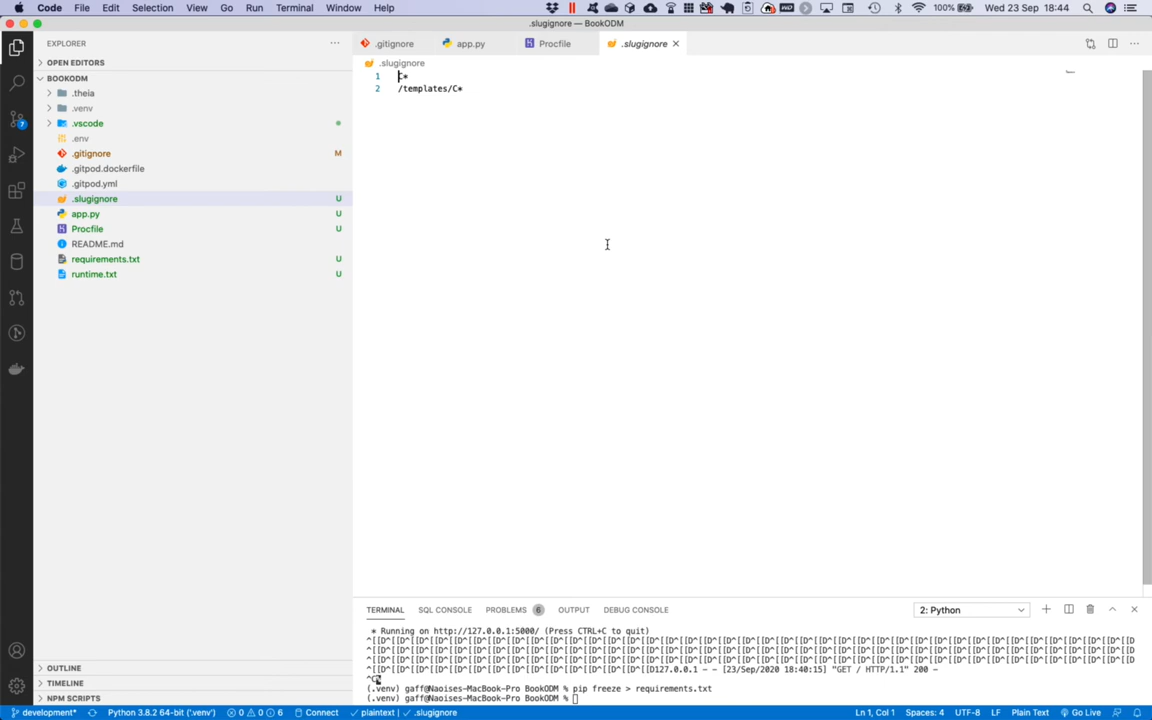 Code File Edit Selection View Go Run Terminal Window Help 100% Wed 23 Sep 18:44
.slugignore — BookODM
EXPLORER
.gitignore app.py Procfile .slugignore
OPEN EDITORS
BOOKODM
.theia
.venv
.vscode
.env
.gitignore M
.gitpod.dockerfile
.gitpod.yml
.slugignore U
app.py U
Procfile U
README.md
requirements.txt U
runtime.txt U
.slugignore
1 C*
2 /templates/C*
TERMINAL SQL CONSOLE PROBLEMS 6 OUTPUT DEBUG CONSOLE 2: Python
* Running on http://127.0.0.1:5000/ (Press CTRL+C to quit)
127.0.0.1 - - [23/Sep/2020 18:40:15] "GET / HTTP/1.1" 200 -
^C
(.venv) gaff@Naoises-MacBook-Pro BookODM % pip freeze > requirements.txt
(.venv) gaff@Naoises-MacBook-Pro BookODM %
OUTLINE
TIMELINE
NPM SCRIPTS
development* Python 3.8.2 64-bit ('.venv') 0 0 6 Connect plaintext | .slugignore Ln 1, Col 1 Spaces: 4 UTF-8 LF Plain Text Go Live